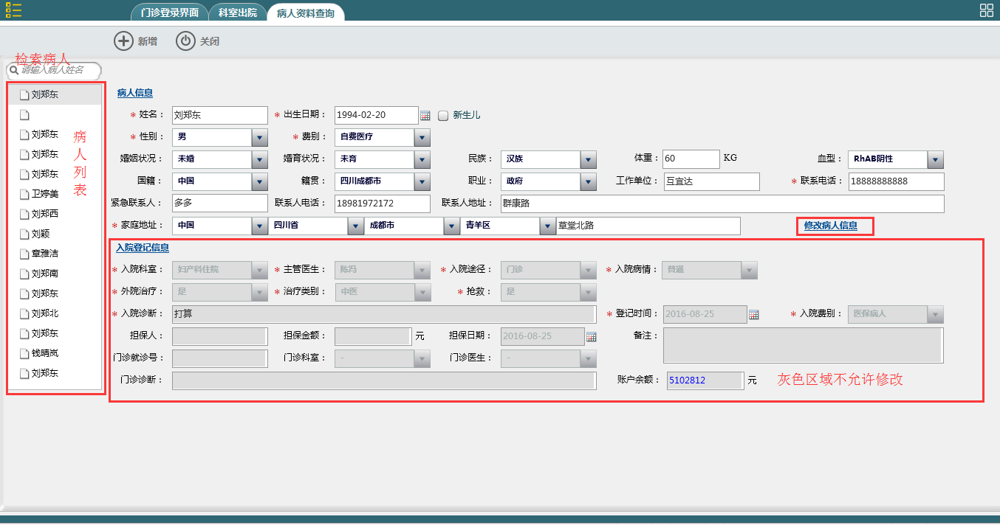 门诊登录界面 科室出院 病人资料查询
新增 关闭
检索病人
请输入病人姓名
刘郑东
刘郑东
刘郑东
刘郑东
卫婷美
刘郑西
刘颖
章雅洁
刘郑南
刘郑东
刘郑北
刘郑东
钱晴岚
刘郑东
病人列表
病人信息
* 姓名： 刘郑东 * 出生日期： 1994-02-20 新生儿
* 性别： 男 * 费别： 自费医疗
婚姻状况： 未婚 婚育状况： 未育 民族： 汉族 体重： 60 KG 血型： RhAB阴性
国籍： 中国 籍贯： 四川成都市 职业： 政府 工作单位： 互宜达 * 联系电话： 18888888888
紧急联系人： 多多 联系人电话： 18981972172 联系人地址： 群康路
* 家庭地址： 中国 四川省 成都市 青羊区 草堂北路 修改病人信息
入院登记信息
* 入院科室： 妇产科住院 * 主管医生： 陈冯 * 入院途径： 门诊 * 入院病情： 普通
* 外院治疗： 是 * 治疗类别： 中医 * 抢救： 是
* 入院诊断： 打算 * 登记时间： 2016-08-25 * 入院费别： 医保病人
担保人： 担保金额： 元 担保日期： 2016-08-25 备注：
门诊就诊号： 门诊科室： - 门诊医生： -
门诊诊断： 账户余额： 5102812 元 灰色区域不允许修改